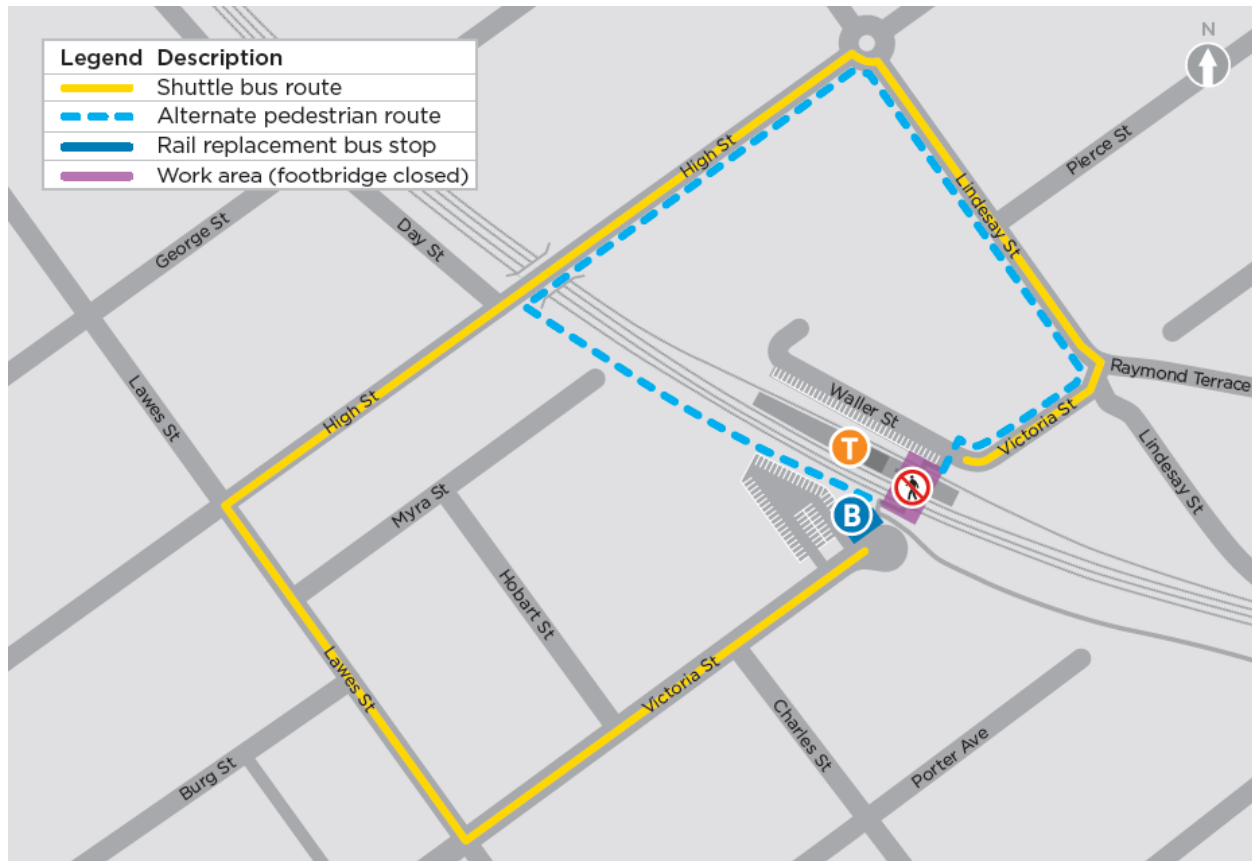 Legend Description
Shuttle bus route
Alternate pedestrian route
Rail replacement bus stop
Work area (footbridge closed)
N
Pierce St
High St
Lindesay St
George St
Day St
Raymond Terrace
Lawes St
High St
Waller St
Victoria St
T
Lindesay St
Myra St
B
Hobart St
Lawes St
Victoria St
Charles St
Porter Ave
Burg St